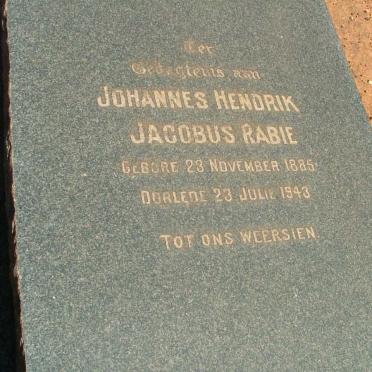 Ter
Gedagtenis aan
JOHANNES HENDRIK
JACOBUS RABIE
GEBORE 23 NOVEMBER 1885
OORLEDE 23 JULIE 1943
TOT ONS WEERSIEN.